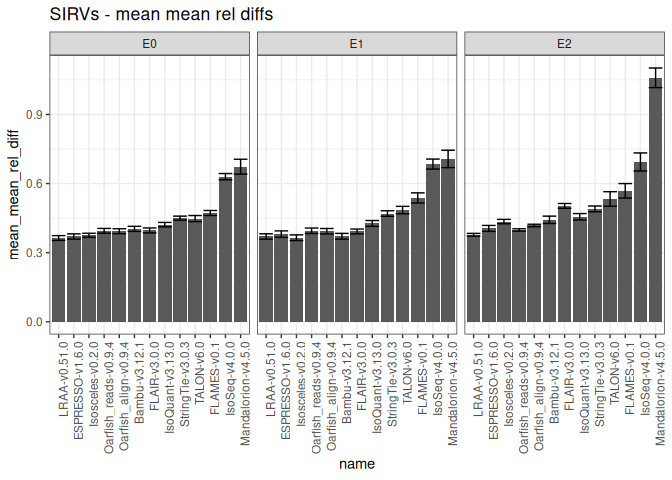 SIRVs - mean mean rel diffs
E0 E1 E2
mean_mean_rel_diff
0.9
0.6
0.3
0.0
LRAA-v0.51.0
ESPRESSO-v1.6.0
Isosceles-v0.2.0
Oarfish_reads-v0.9.4
Oarfish_align-v0.9.4
Bambu-v3.12.1
FLAIR-v3.0.0
IsoQuant-v3.13.0
StringTie-v3.0.3
TALON-v6.0
FLAMES-v0.1
IsoSeq-v4.0.0
Mandalorion-v4.5.0
LRAA-v0.51.0
ESPRESSO-v1.6.0
Isosceles-v0.2.0
Oarfish_reads-v0.9.4
Oarfish_align-v0.9.4
Bambu-v3.12.1
FLAIR-v3.0.0
IsoQuant-v3.13.0
StringTie-v3.0.3
TALON-v6.0
FLAMES-v0.1
IsoSeq-v4.0.0
Mandalorion-v4.5.0
LRAA-v0.51.0
ESPRESSO-v1.6.0
Isosceles-v0.2.0
Oarfish_reads-v0.9.4
Oarfish_align-v0.9.4
Bambu-v3.12.1
FLAIR-v3.0.0
IsoQuant-v3.13.0
StringTie-v3.0.3
TALON-v6.0
FLAMES-v0.1
IsoSeq-v4.0.0
Mandalorion-v4.5.0
name